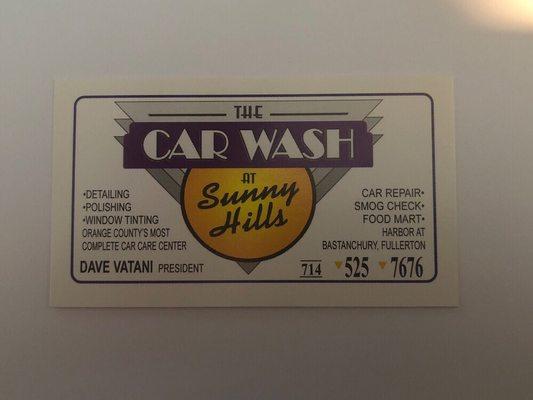 THE
CAR WASH
AT
Sunny
Hills
•DETAILING
•POLISHING
•WINDOW TINTING
ORANGE COUNTY'S MOST
COMPLETE CAR CARE CENTER
DAVE VATANI PRESIDENT
CAR REPAIR•
SMOG CHECK•
FOOD MART•
HARBOR AT
BASTANCHURY, FULLERTON
714 ▼525 ▼7676